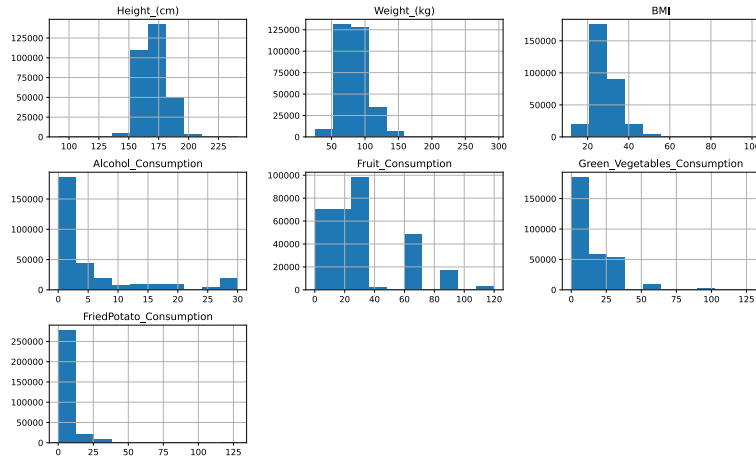 Height_(cm)
125000
100000
75000
50000
25000
0
100 125 150 175 200 225
Weight_(kg)
125000
100000
75000
50000
25000
0
50 100 150 200 250 300
BMI
150000
100000
50000
0
20 40 60 80 100
Alcohol_Consumption
150000
100000
50000
0
0 5 10 15 20 25 30
Fruit_Consumption
100000
80000
60000
40000
20000
0
0 20 40 60 80 100 120
Green_Vegetables_Consumption
150000
100000
50000
0
0 25 50 75 100 125
FriedPotato_Consumption
250000
200000
150000
100000
50000
0
0 25 50 75 100 125